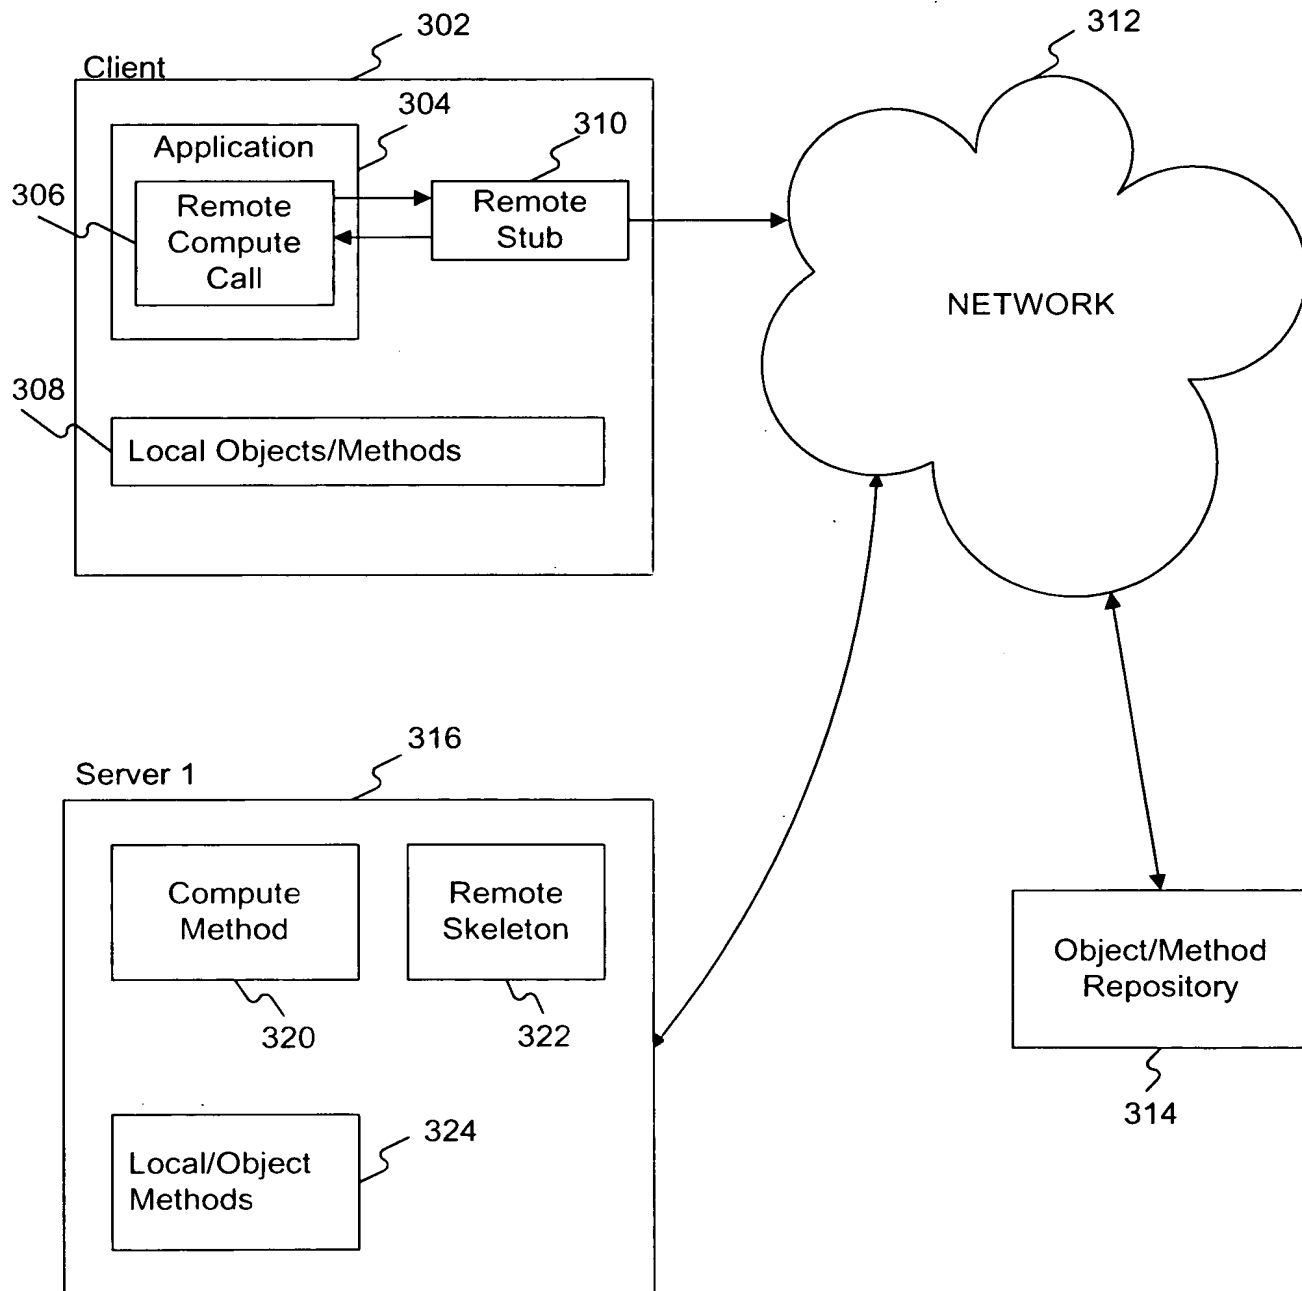 302
312
Client
304
310
Application
306
Remote
Compute
Call
Remote
Stub
NETWORK
308
Local Objects/Methods
316
Server 1
Compute
Method
Remote
Skeleton
Object/Method
Repository
320
322
314
324
Local/Object
Methods